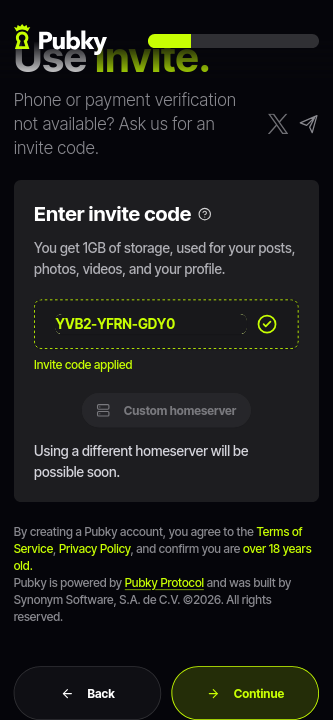 Pubky
Use invite.
Phone or payment verification
not available? Ask us for an
invite code.
Enter invite code
You get 1GB of storage, used for your posts,
photos, videos, and your profile.
YVB2-YFRN-GDY0
Invite code applied
Custom homeserver
Using a different homeserver will be
possible soon.
By creating a Pubky account, you agree to the Terms of
Service, Privacy Policy, and confirm you are over 18 years
old.
Pubky is powered by Pubky Protocol and was built by
Synonym Software, S.A. de C.V. ©2026. All rights
reserved.
Back
Continue